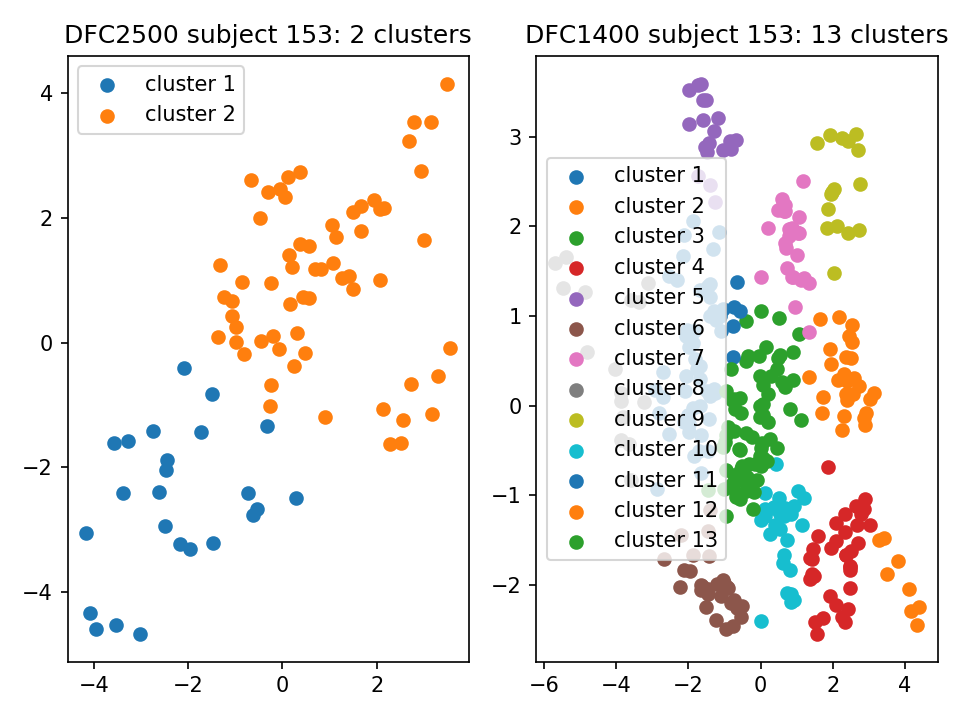 DFC2500 subject 153: 2 clusters
cluster 1
cluster 2
4
2
0
−2
−4
−4
−2
0
2
DFC1400 subject 153: 13 clusters
cluster 1
cluster 2
cluster 3
cluster 4
cluster 5
cluster 6
cluster 7
cluster 8
cluster 9
cluster 10
cluster 11
cluster 12
cluster 13
3
2
1
0
−1
−2
−6
−4
−2
0
2
4